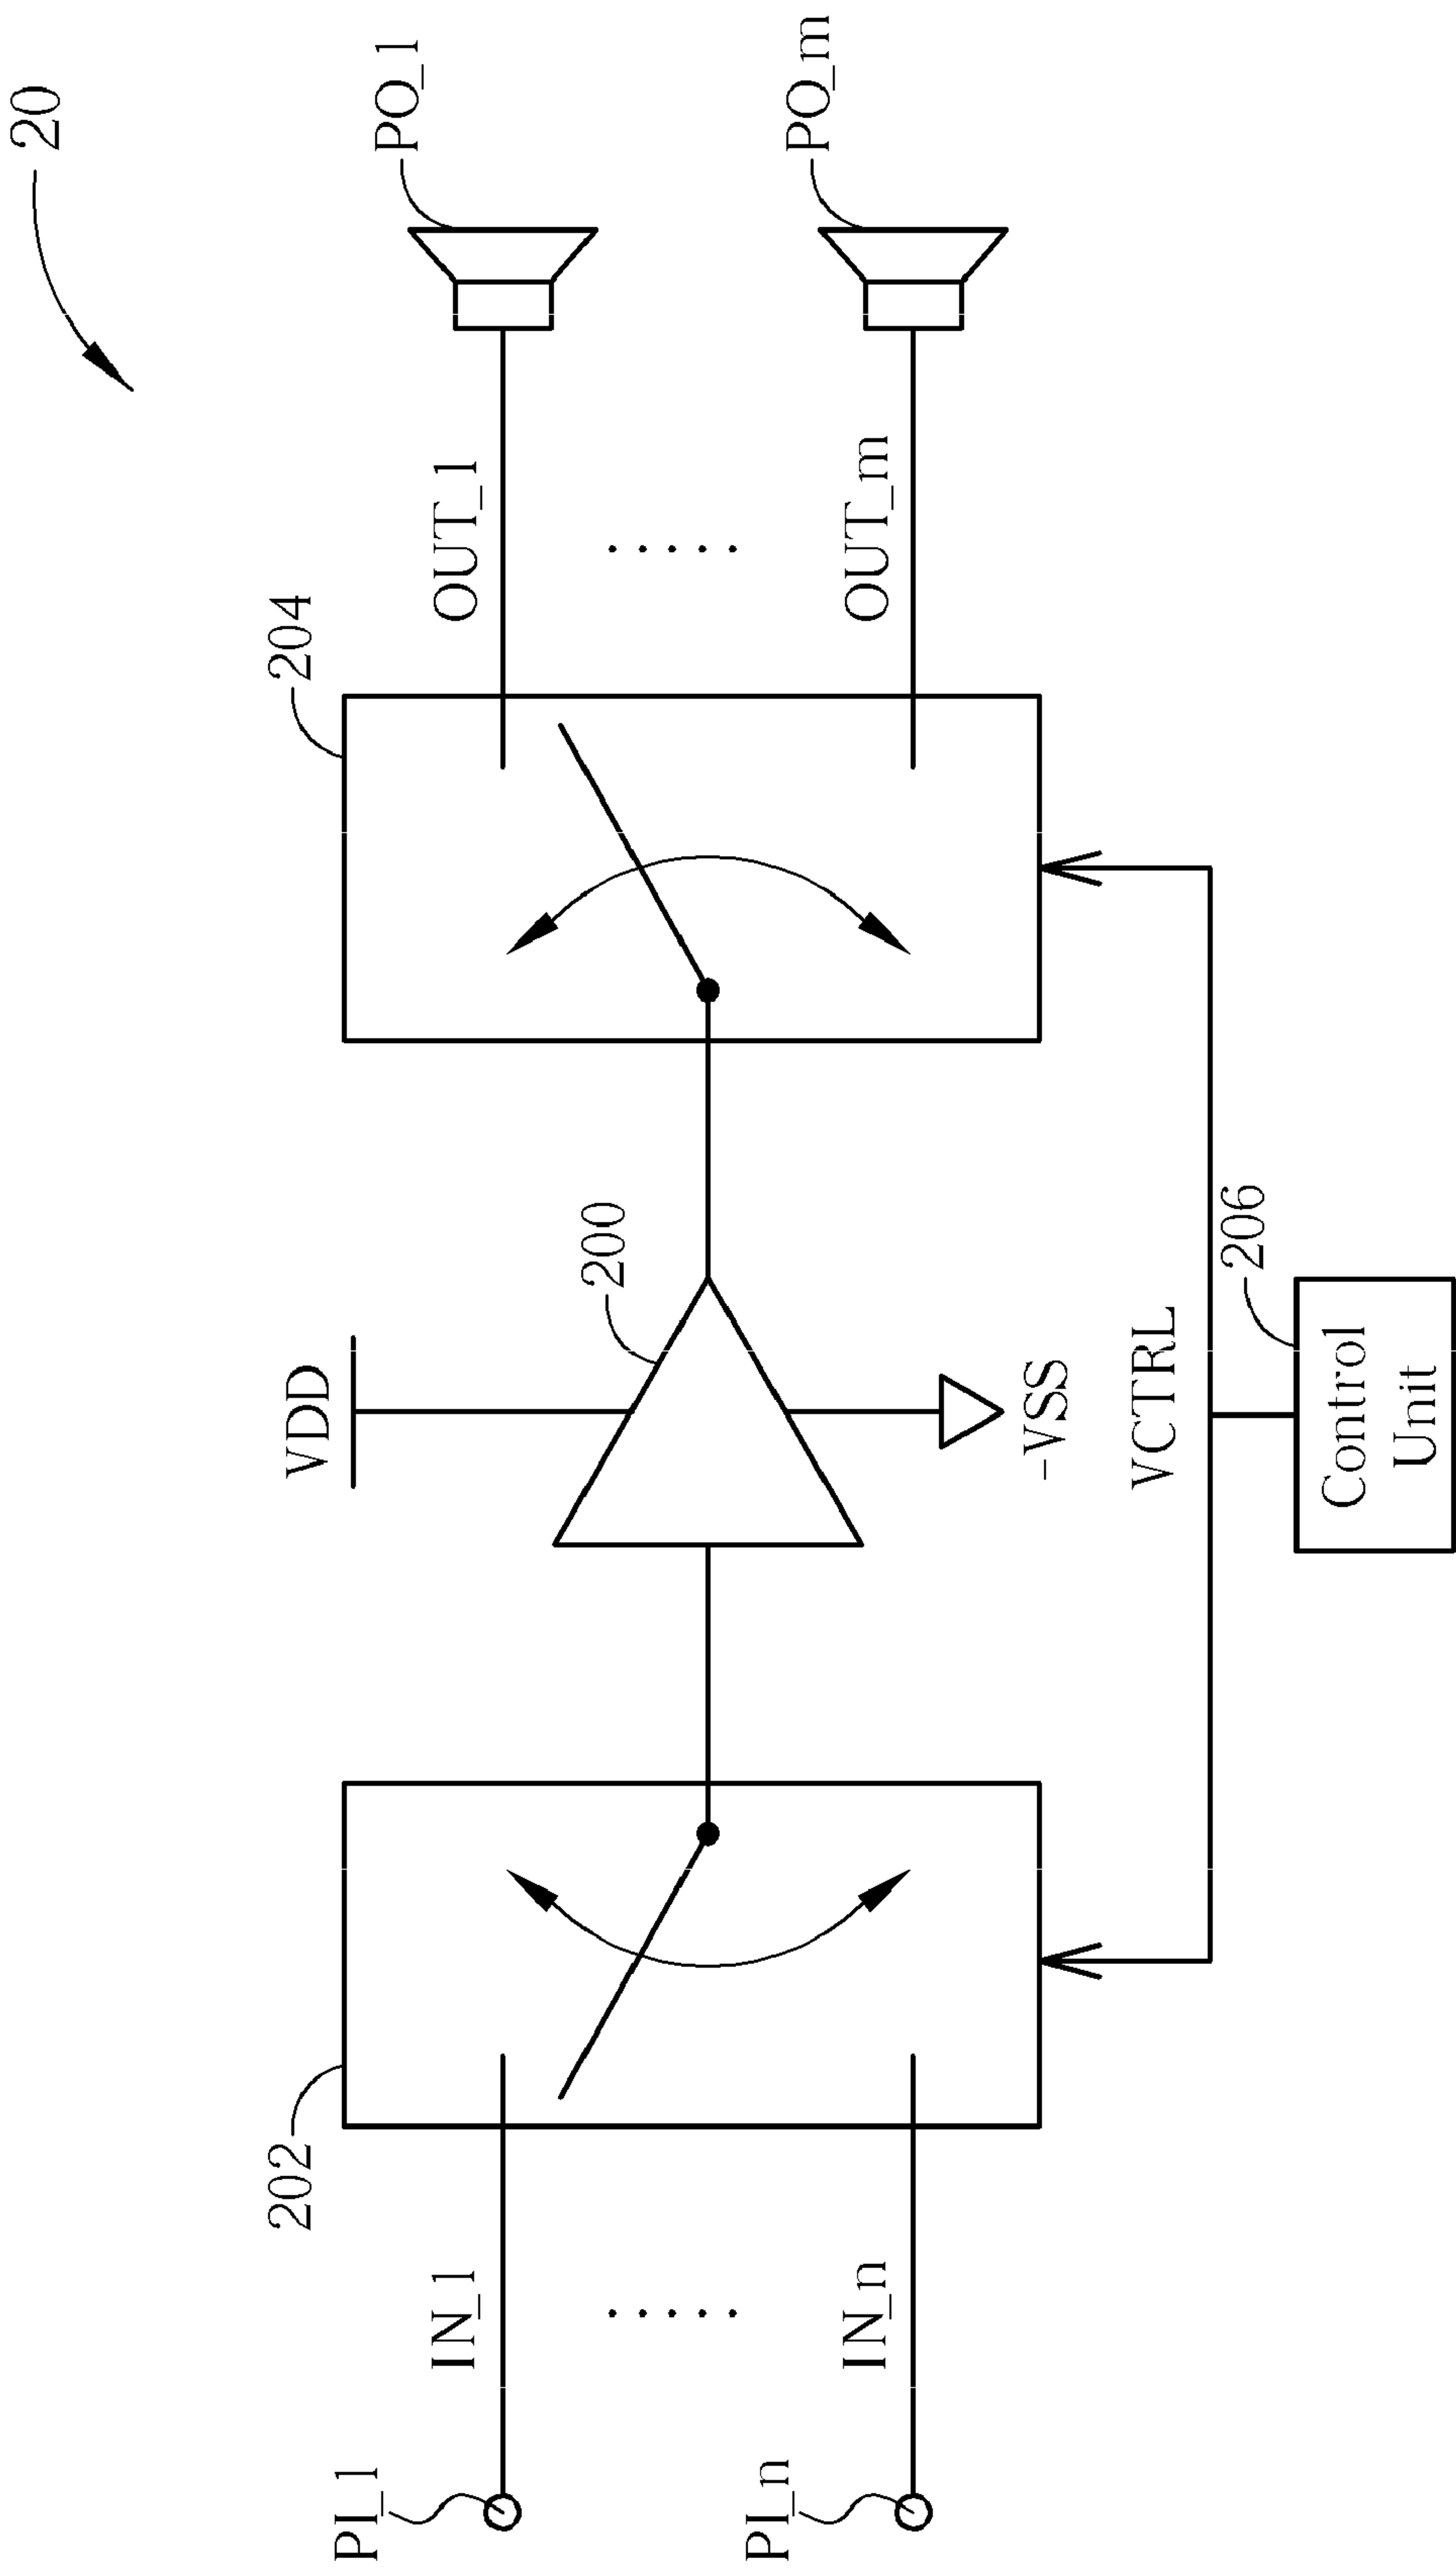 20
PI_1
IN_1
202
VDD
200
204
OUT_1
PO_1
PI_n
IN_n
-VSS
OUT_m
PO_m
VCTRL
206
Control
Unit